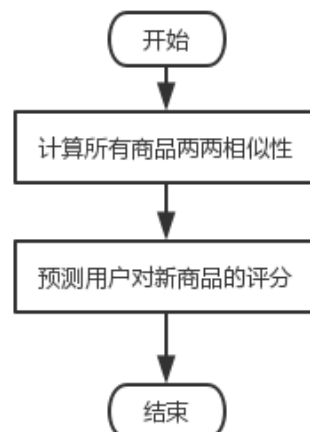 开始
计算所有商品两两相似性
预测用户对新商品的评分
结束